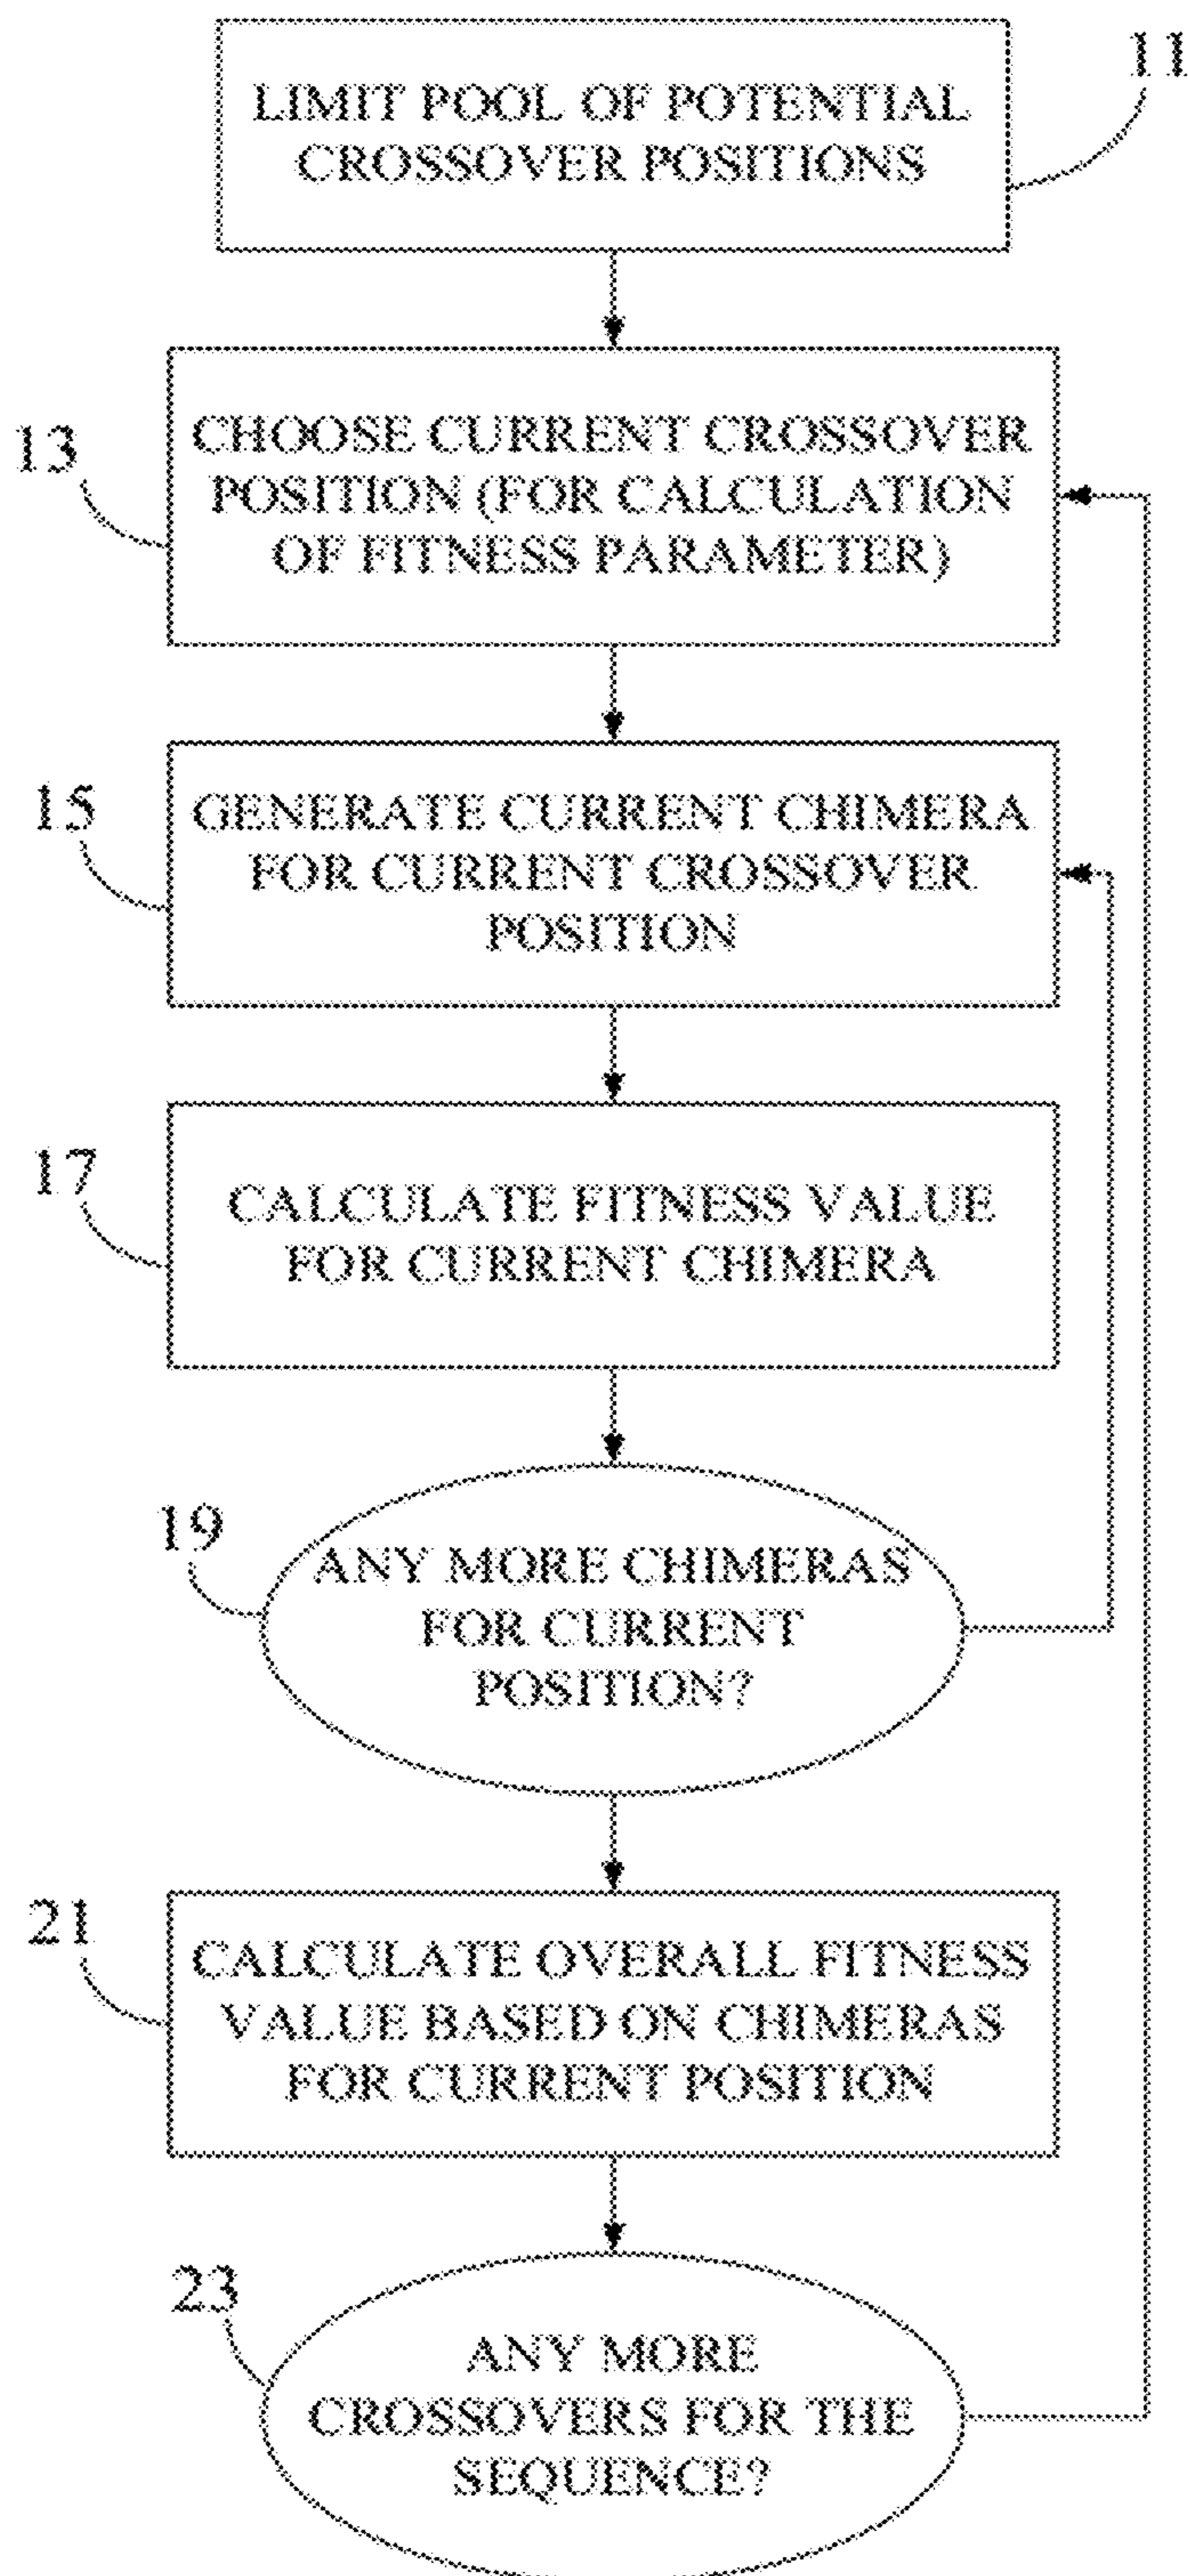 11
LIMIT POOL OF POTENTIAL
CROSSOVER POSITIONS
13
CHOOSE CURRENT CROSSOVER
POSITION (FOR CALCULATION
OF FITNESS PARAMETER)
15
GENERATE CURRENT CHIMERA
FOR CURRENT CROSSOVER
POSITION
17
CALCULATE FITNESS VALUE
FOR CURRENT CHIMERA
19
ANY MORE CHIMERAS
FOR CURRENT
POSITION?
21
CALCULATE OVERALL FITNESS
VALUE BASED ON CHIMERAS
FOR CURRENT POSITION
23
ANY MORE
CROSSOVERS FOR THE
SEQUENCE?